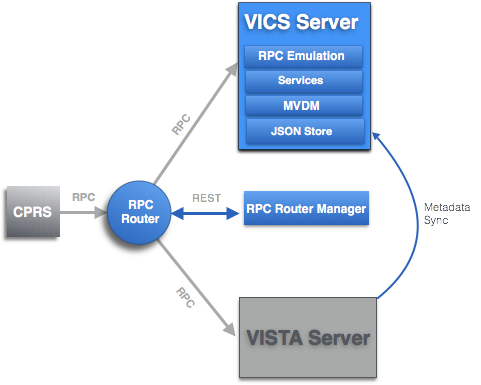 VICS Server
RPC Emulation
Services
MVDM
JSON Store
RPC
CPRS
RPC
RPC
Router
REST
RPC Router Manager
Metadata
Sync
RPC
VISTA Server